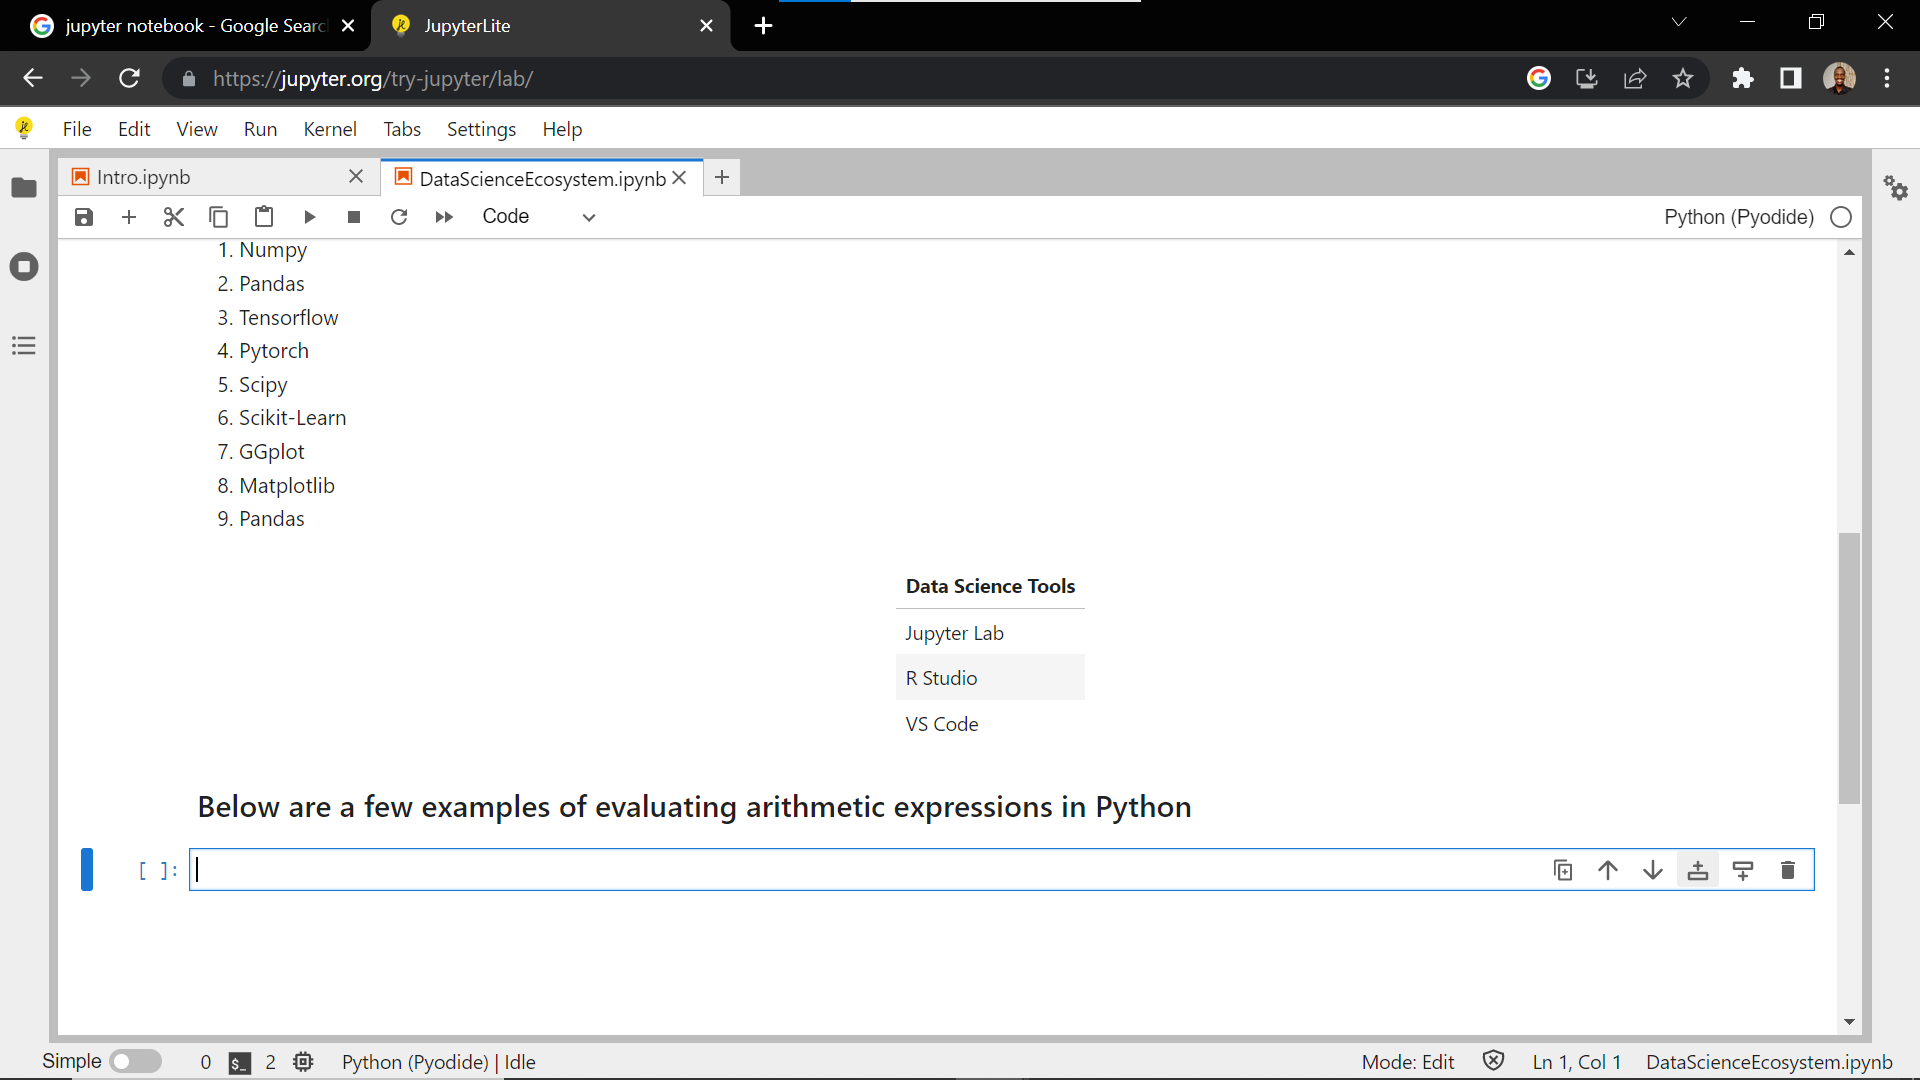 jupyter notebook - Google Searc
JupyterLite
https://jupyter.org/try-jupyter/lab/
File Edit View Run Kernel Tabs Settings Help
Intro.ipynb
DataScienceEcosystem.ipynb
Code
Python (Pyodide)
1. Numpy
2. Pandas
3. Tensorflow
4. Pytorch
5. Scipy
6. Scikit-Learn
7. GGplot
8. Matplotlib
9. Pandas
Data Science Tools
Jupyter Lab
R Studio
VS Code
Below are a few examples of evaluating arithmetic expressions in Python
[ ]:
Simple 0 $_ 2 Python (Pyodide) | Idle Mode: Edit Ln 1, Col 1 DataScienceEcosystem.ipynb